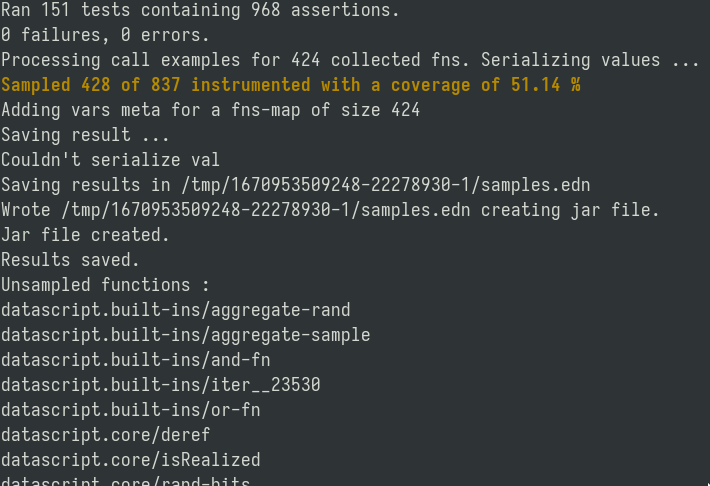 Ran 151 tests containing 968 assertions.
0 failures, 0 errors.
Processing call examples for 424 collected fns. Serializing values ...
Sampled 428 of 837 instrumented with a coverage of 51.14 %
Adding vars meta for a fns-map of size 424
Saving result ...
Couldn't serialize val
Saving results in /tmp/1670953509248-22278930-1/samples.edn
Wrote /tmp/1670953509248-22278930-1/samples.edn creating jar file.
Jar file created.
Results saved.
Unsampled functions :
datascript.built-ins/aggregate-rand
datascript.built-ins/aggregate-sample
datascript.built-ins/and-fn
datascript.built-ins/iter__23530
datascript.built-ins/or-fn
datascript.core/deref
datascript.core/isRealized
datascript.core/rand-bits